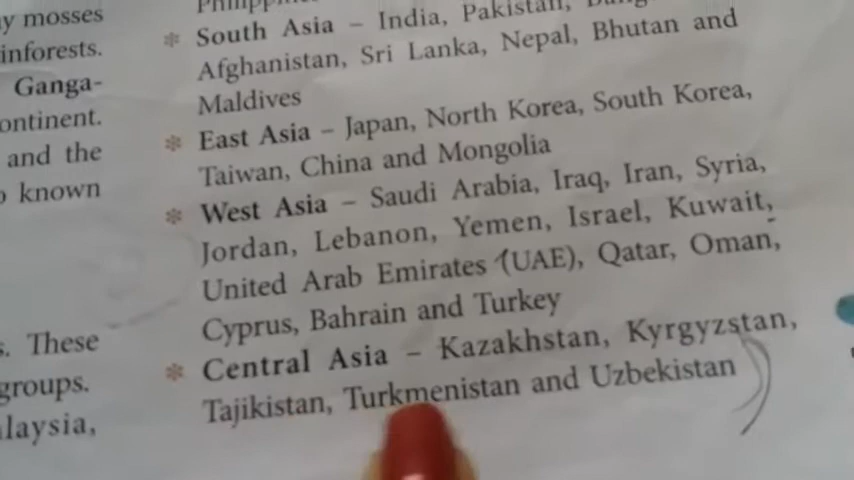 y mosses
inforests.
Ganga-
ontinent.
and the
known
s. These
groups.
alaysia,
* South Asia – India, Pakistan,
Afghanistan, Sri Lanka, Nepal, Bhutan and
Maldives
* East Asia – Japan, North Korea, South Korea,
Taiwan, China and Mongolia
* West Asia – Saudi Arabia, Iraq, Iran, Syria,
Jordan, Lebanon, Yemen, Israel, Kuwait,
United Arab Emirates (UAE), Qatar, Oman,
Cyprus, Bahrain and Turkey
* Central Asia – Kazakhstan, Kyrgyzstan,
Tajikistan, Turkmenistan and Uzbekistan